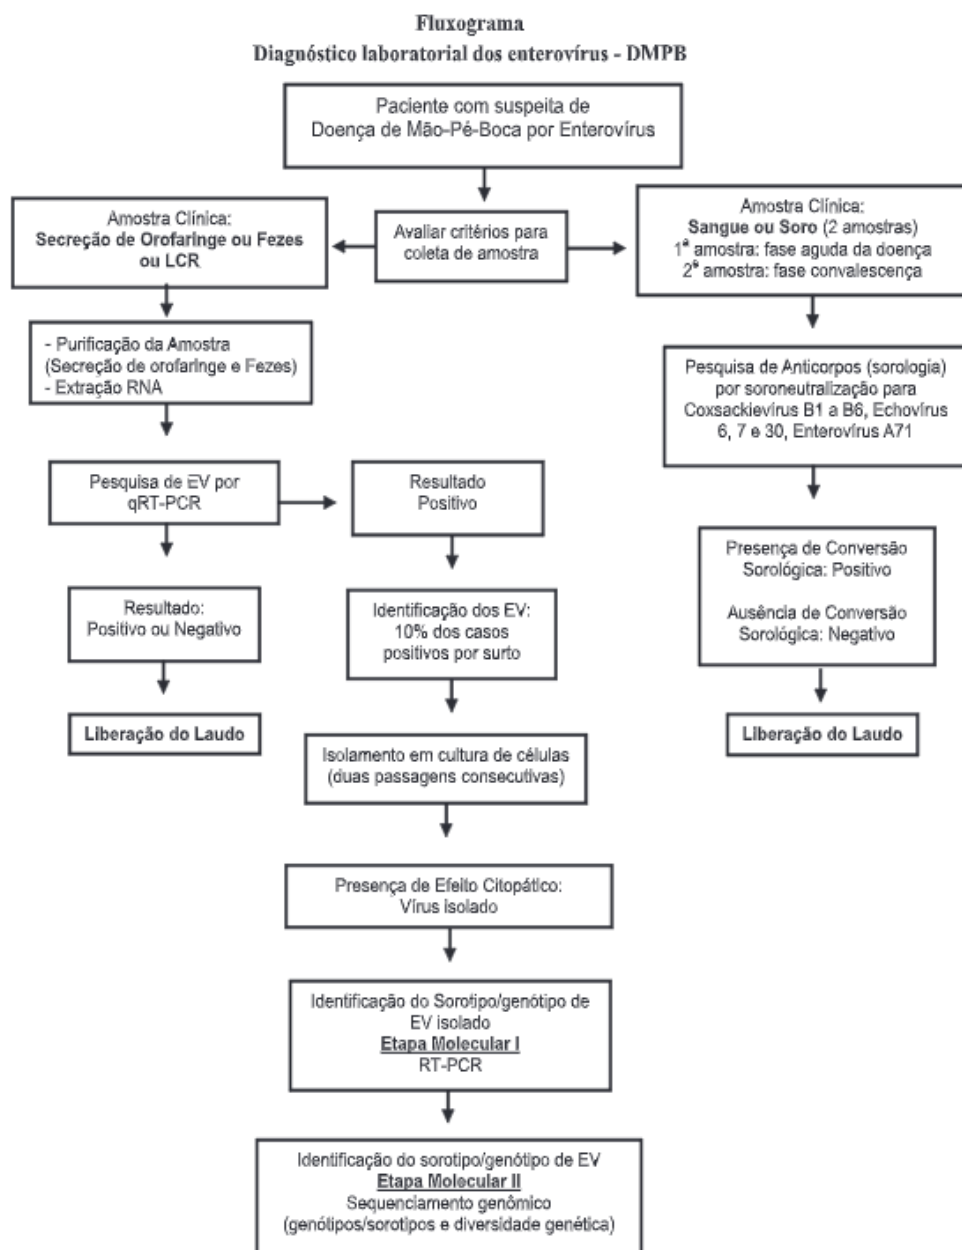 Fluxograma
Diagnóstico laboratorial dos enterovírus - DMPB
Paciente com suspeita de
Doença de Mão-Pé-Boca por Enterovírus
Amostra Clínica:
Secreção de Orofaringe ou Fezes
ou LCR
Avaliar critérios para
coleta de amostra
Amostra Clínica:
Sangue ou Soro (2 amostras)
1ª amostra: fase aguda da doença
2ª amostra: fase convalescença
- Purificação da Amostra
(Secreção de orofaringe e Fezes)
- Extração RNA
Pesquisa de Anticorpos (sorologia)
por soroneutralização para
Coxsackievírus B1 a B6, Echovírus
6, 7 e 30, Enterovírus A71
Pesquisa de EV por
qRT-PCR
Resultado
Positivo
Presença de Conversão
Sorológica: Positivo
Ausência de Conversão
Sorológica: Negativo
Resultado:
Positivo ou Negativo
Identificação dos EV:
10% dos casos
positivos por surto
Liberação do Laudo
Liberação do Laudo
Isolamento em cultura de células
(duas passagens consecutivas)
Presença de Efeito Citopático:
Vírus isolado
Identificação do Sorotipo/genótipo de
EV isolado
Etapa Molecular I
RT-PCR
Identificação do sorotipo/genótipo de EV
Etapa Molecular II
Sequenciamento genômico
(genótipos/sorotipos e diversidade genética)